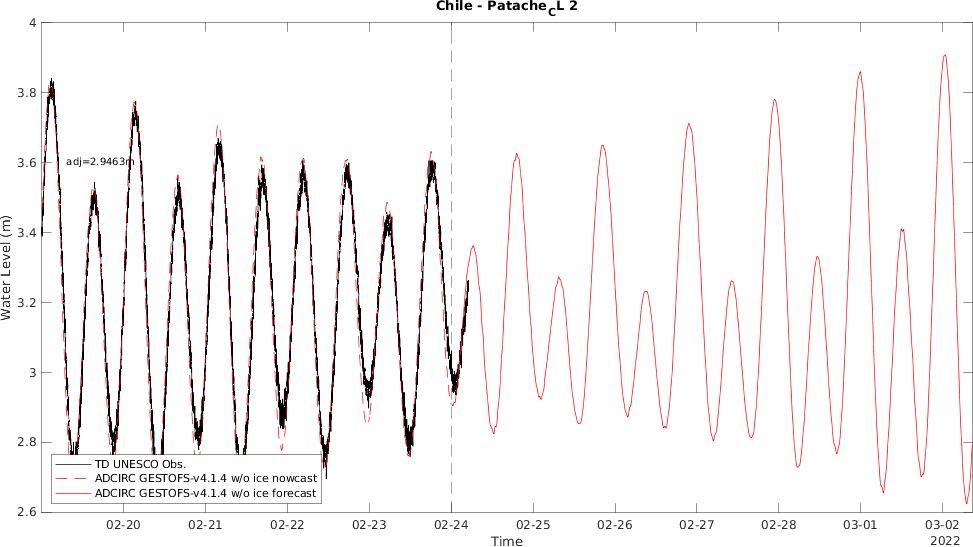 Chile - PatacheCL 2
Water Level (m)
4
3.8
3.6
3.4
3.2
3
2.8
2.6
adj=2.9463m
TD UNESCO Obs.
ADCIRC GESTOFS-v4.1.4 w/o ice nowcast
ADCIRC GESTOFS-v4.1.4 w/o ice forecast
02-20 02-21 02-22 02-23 02-24 02-25 02-26 02-27 02-28 03-01 03-02
Time
2022